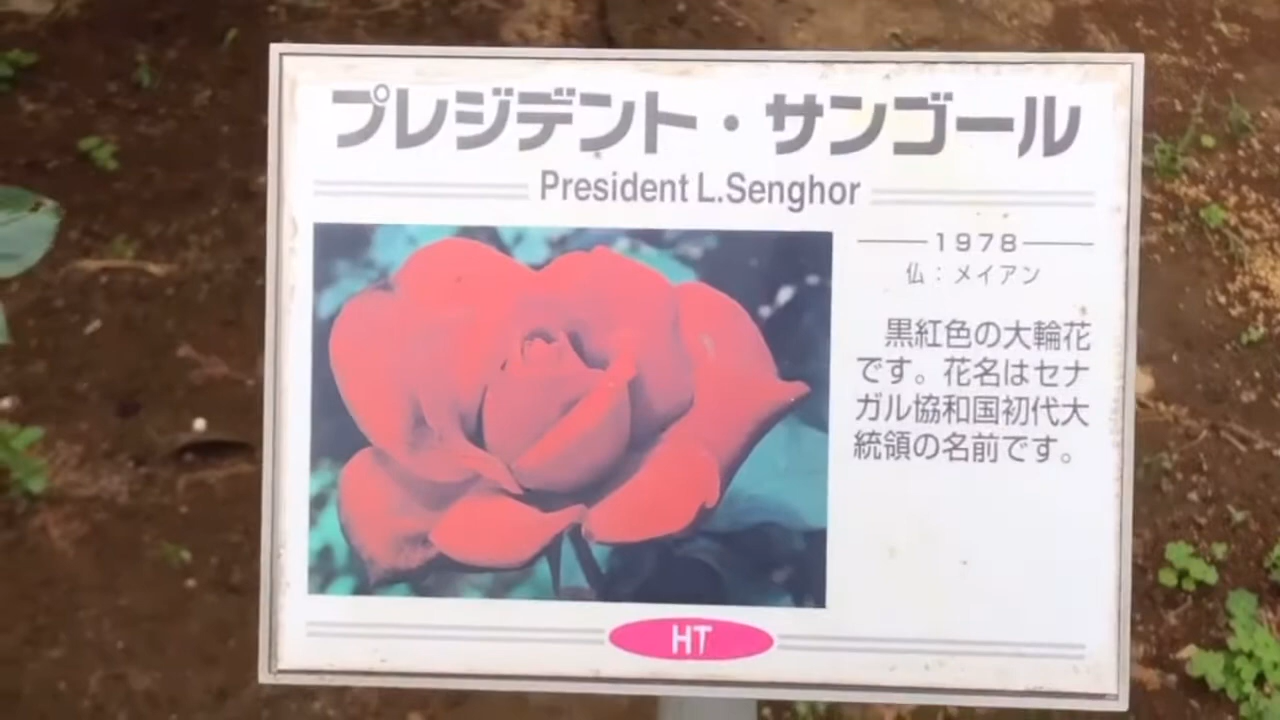 プレジデント・サンゴール
President L.Senghor
1978
仏：メイアン
黒紅色の大輪花
です。花名はセナ
ガル協和国初代大
統領の名前です。
HT